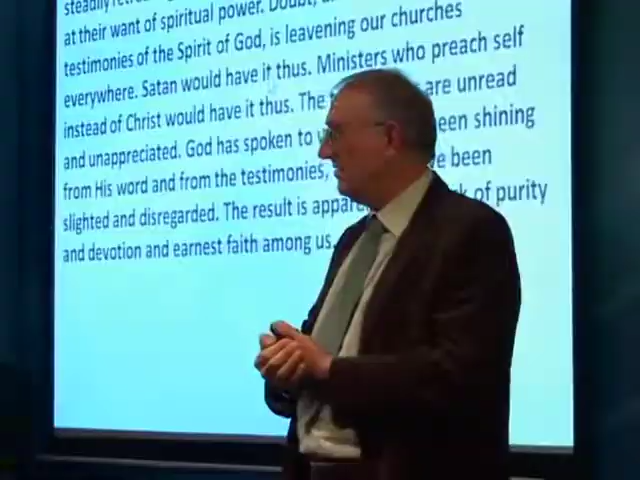 steadily
at their want of spiritual power. Doubt,
testimonies of the Spirit of God, is leavening our churches
everywhere. Satan would have it thus. Ministers who preach self
instead of Christ would have it thus. The are unread
and unappreciated. God has spoken to een shining
from His word and from the testimonies, e been
slighted and disregarded. The result is appare k of purity
and devotion and earnest faith among us.